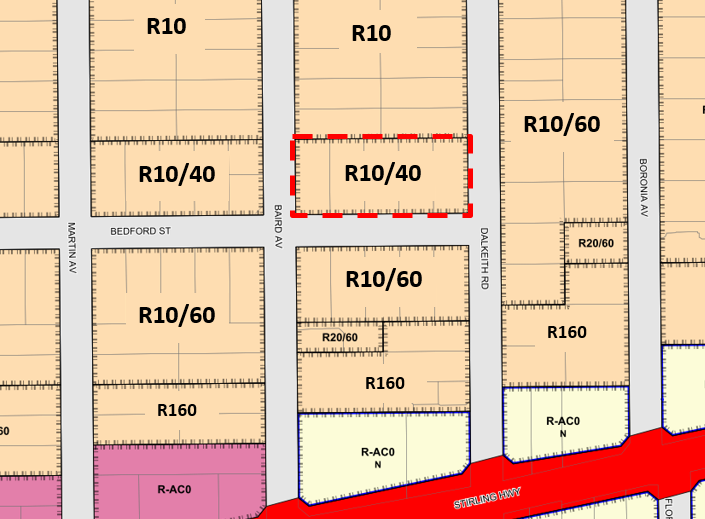 R10
R10
R10/60
R10/40
R10/40
MARTIN AV
BEDFORD ST
BAIRD AV
DALKEITH RD
BORONIA AV
R20/60
R10/60
R10/60
R20/60
R160
R160
R160
60
R-AC0
N
R-AC0
N
R-AC0
STIRLING HWY